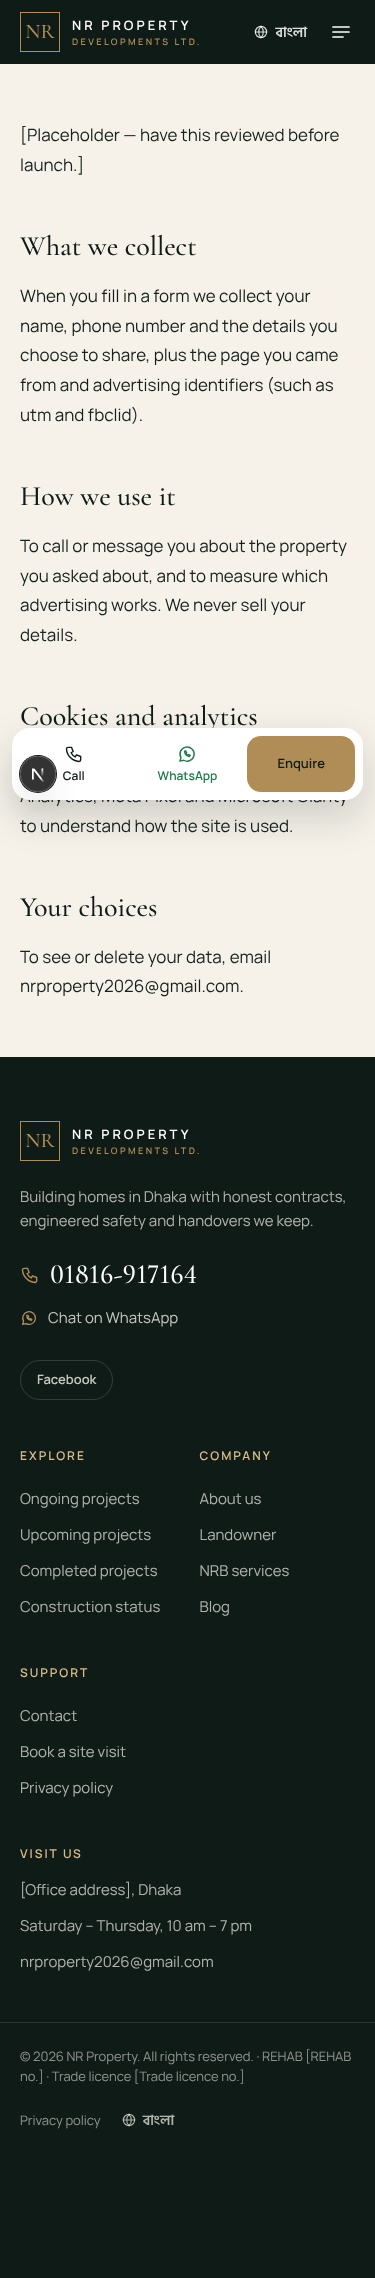 NR
NR PROPERTY
DEVELOPMENTS LTD.
বাংলা
[Placeholder — have this reviewed before
launch.]
What we collect
When you fill in a form we collect your
name, phone number and the details you
choose to share, plus the page you came
from and advertising identifiers (such as
utm and fbclid).
How we use it
To call or message you about the property
you asked about, and to measure which
advertising works. We never sell your
details.
Cookies and analytics
N
Call
WhatsApp
Enquire
Analytics, Meta Pixel and Microsoft Clarity
to understand how the site is used.
Your choices
To see or delete your data, email
nrproperty2026@gmail.com.
NR
NR PROPERTY
DEVELOPMENTS LTD.
Building homes in Dhaka with honest contracts,
engineered safety and handovers we keep.
01816-917164
Chat on WhatsApp
Facebook
EXPLORE
Ongoing projects
Upcoming projects
Completed projects
Construction status
COMPANY
About us
Landowner
NRB services
Blog
SUPPORT
Contact
Book a site visit
Privacy policy
VISIT US
[Office address], Dhaka
Saturday – Thursday, 10 am – 7 pm
nrproperty2026@gmail.com
© 2026 NR Property. All rights reserved. · REHAB [REHAB
no.] · Trade licence [Trade licence no.]
Privacy policy
বাংলা